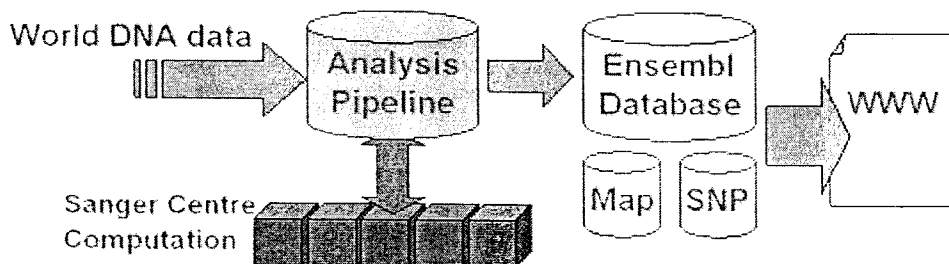 World DNA data
Analysis
Pipeline
Ensembl
Database
WWW
Map
SNP
Sanger Centre
Computation